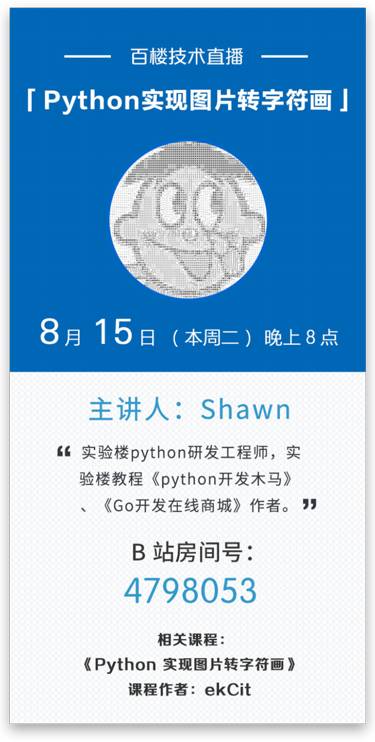 百楼技术直播
「Python实现图片转字符画」
8月 15日 (本周二) 晚上8点
主讲人：Shawn
“ 实验楼python研发工程师，实
验楼教程《python开发木马》
、《Go开发在线商城》作者。”
B 站房间号：
4798053
相关课程：
《Python 实现图片转字符画》
课程作者：ekCit